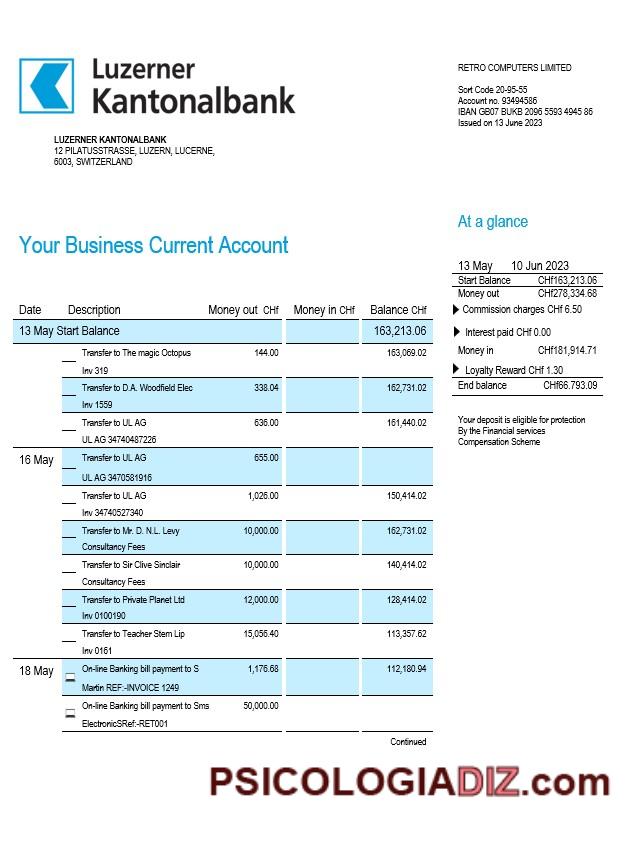 Luzerner
Kantonalbank
LUZERNER KANTONALBANK
12 PILATUSSTRASSE, LUZERN, LUCERNE,
6003, SWITZERLAND
RETRO COMPUTERS LIMITED
Sort Code 20-95-55
Account no. 93494586
IBAN GB07 BUKB 2096 5593 4945 86
Issued on 13 June 2023
Your Business Current Account
At a glance
13 May 10 Jun 2023
Start Balance CHf163,213.06
Money out CHf278,334.68
Commission charges CHf 6.50
Interest paid CHf 0.00
Money in CHf181,914.71
Loyalty Reward CHf 1.30
End balance CHf66.793.09
Your deposit is eligible for protection
By the Financial services
Compensation Scheme
Date Description Money out CHf Money in CHf Balance CHf
13 May Start Balance 163,213.06
Transfer to The magic Octopus 144.00 163,069.02
Inv 319
Transfer to D.A. Woodfield Elec 338.04 162,731.02
Inv 1559
Transfer to UL AG 636.00 161,440.02
UL AG 34740487226
16 May Transfer to UL AG 655.00
UL AG 3470581916
Transfer to UL AG 1,026.00 150,414.02
Inv 34740527340
Transfer to Mr. D. N.L. Levy 10,000.00 162,731.02
Consultancy Fees
Transfer to Sir Clive Sinclair 10,000.00 140,414.02
Consultancy Fees
Transfer to Private Planet Ltd 12,000.00 128,414.02
Inv 0100190
Transfer to Teacher Stem Lip 15,056.40 113,357.62
Inv 0161
18 May On-line Banking bill payment to S 1,176.68 112,180.94
Martin REF:-INVOICE 1249
On-line Banking bill payment to Sms 50,000.00
ElectronicSRef:-RET001
Continued
PSICOLOGIADIZ.com